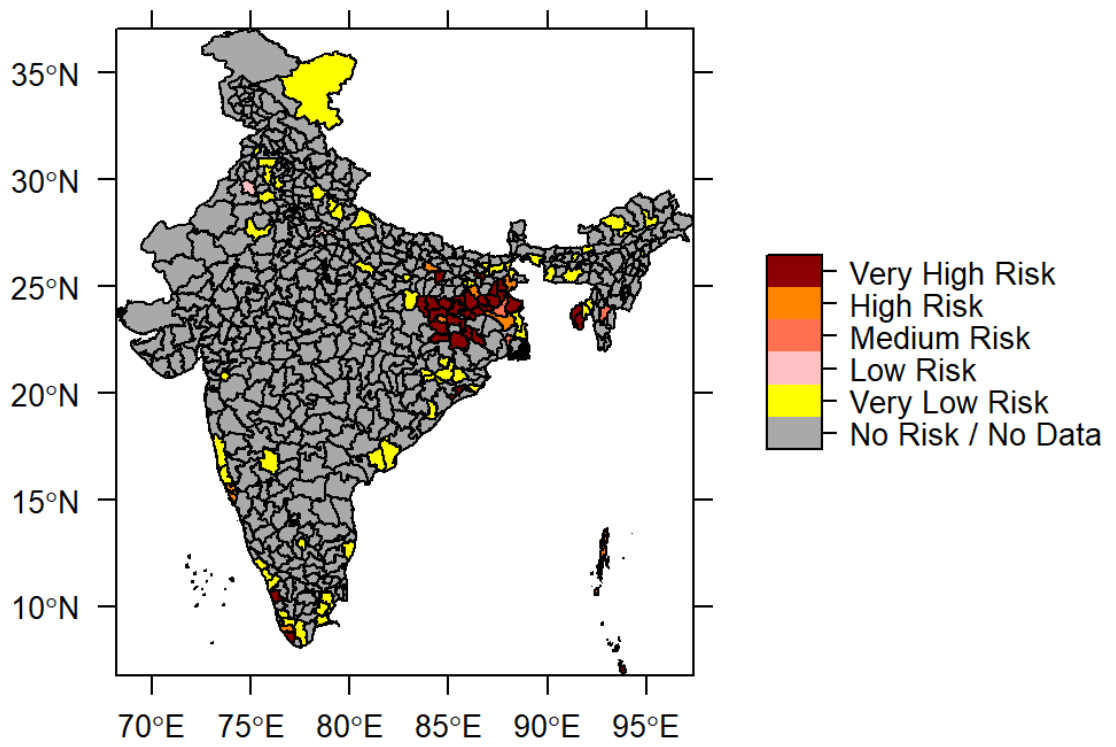 35°N
30°N
25°N
20°N
15°N
10°N
70°E 75°E 80°E 85°E 90°E 95°E
Very High Risk
High Risk
Medium Risk
Low Risk
Very Low Risk
No Risk / No Data